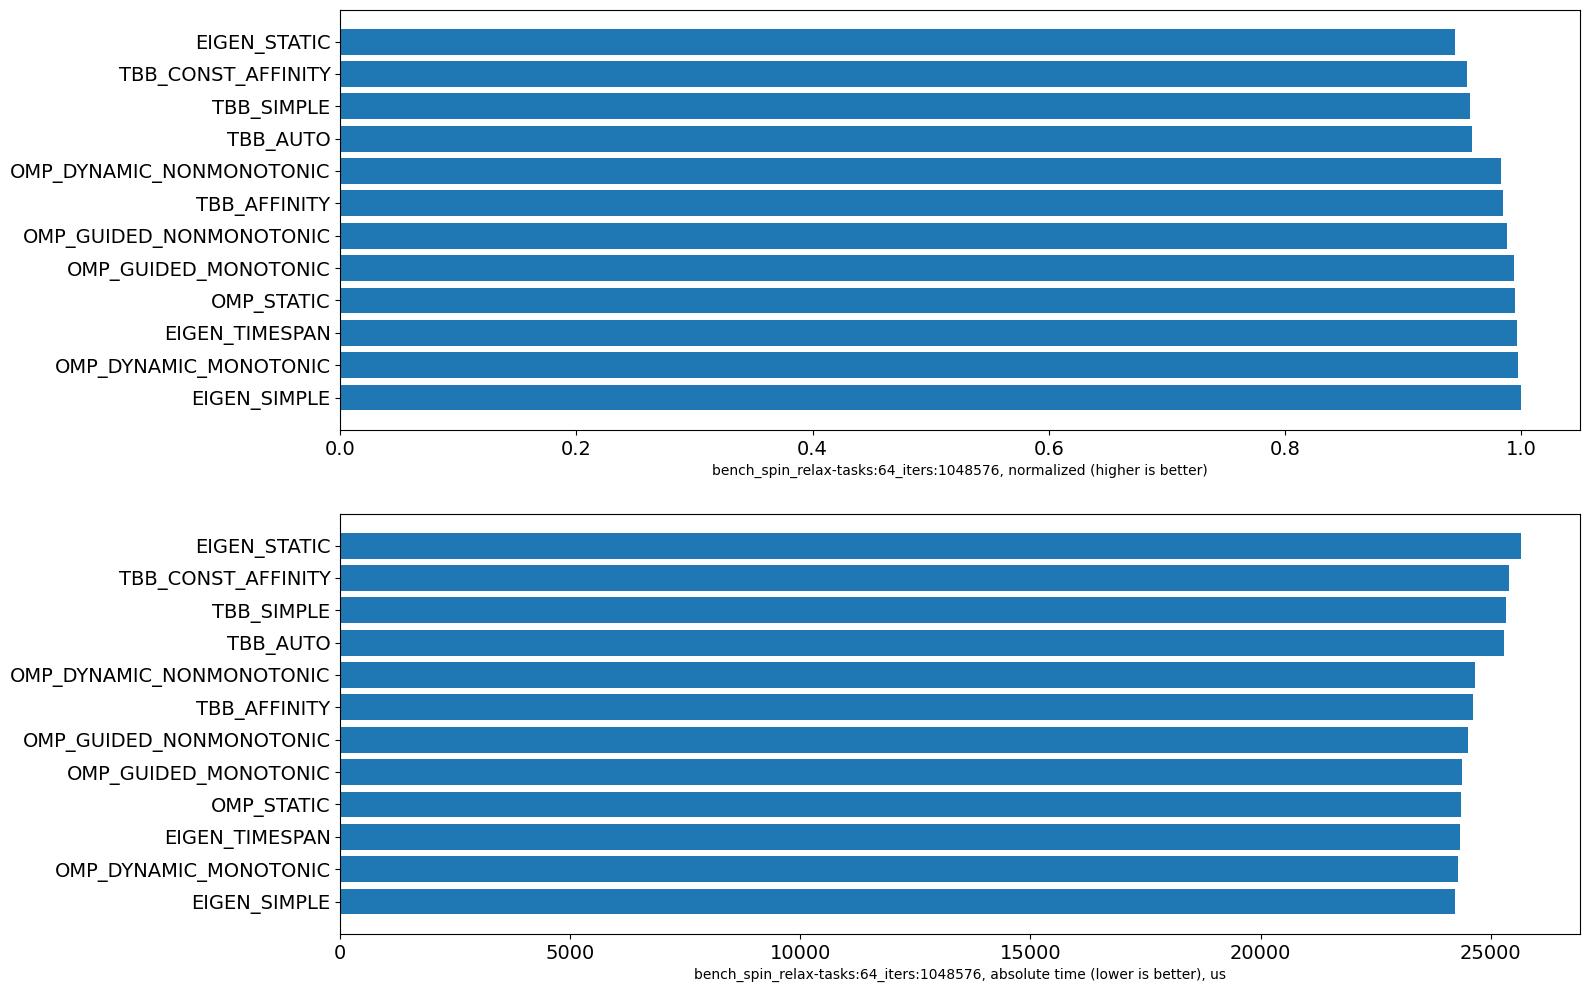 EIGEN_STATIC
TBB_CONST_AFFINITY
TBB_SIMPLE
TBB_AUTO
OMP_DYNAMIC_NONMONOTONIC
TBB_AFFINITY
OMP_GUIDED_NONMONOTONIC
OMP_GUIDED_MONOTONIC
OMP_STATIC
EIGEN_TIMESPAN
OMP_DYNAMIC_MONOTONIC
EIGEN_SIMPLE
0.0 0.2 0.4 0.6 0.8 1.0
bench_spin_relax-tasks:64_iters:1048576, normalized (higher is better)
EIGEN_STATIC
TBB_CONST_AFFINITY
TBB_SIMPLE
TBB_AUTO
OMP_DYNAMIC_NONMONOTONIC
TBB_AFFINITY
OMP_GUIDED_NONMONOTONIC
OMP_GUIDED_MONOTONIC
OMP_STATIC
EIGEN_TIMESPAN
OMP_DYNAMIC_MONOTONIC
EIGEN_SIMPLE
0 5000 10000 15000 20000 25000
bench_spin_relax-tasks:64_iters:1048576, absolute time (lower is better), us